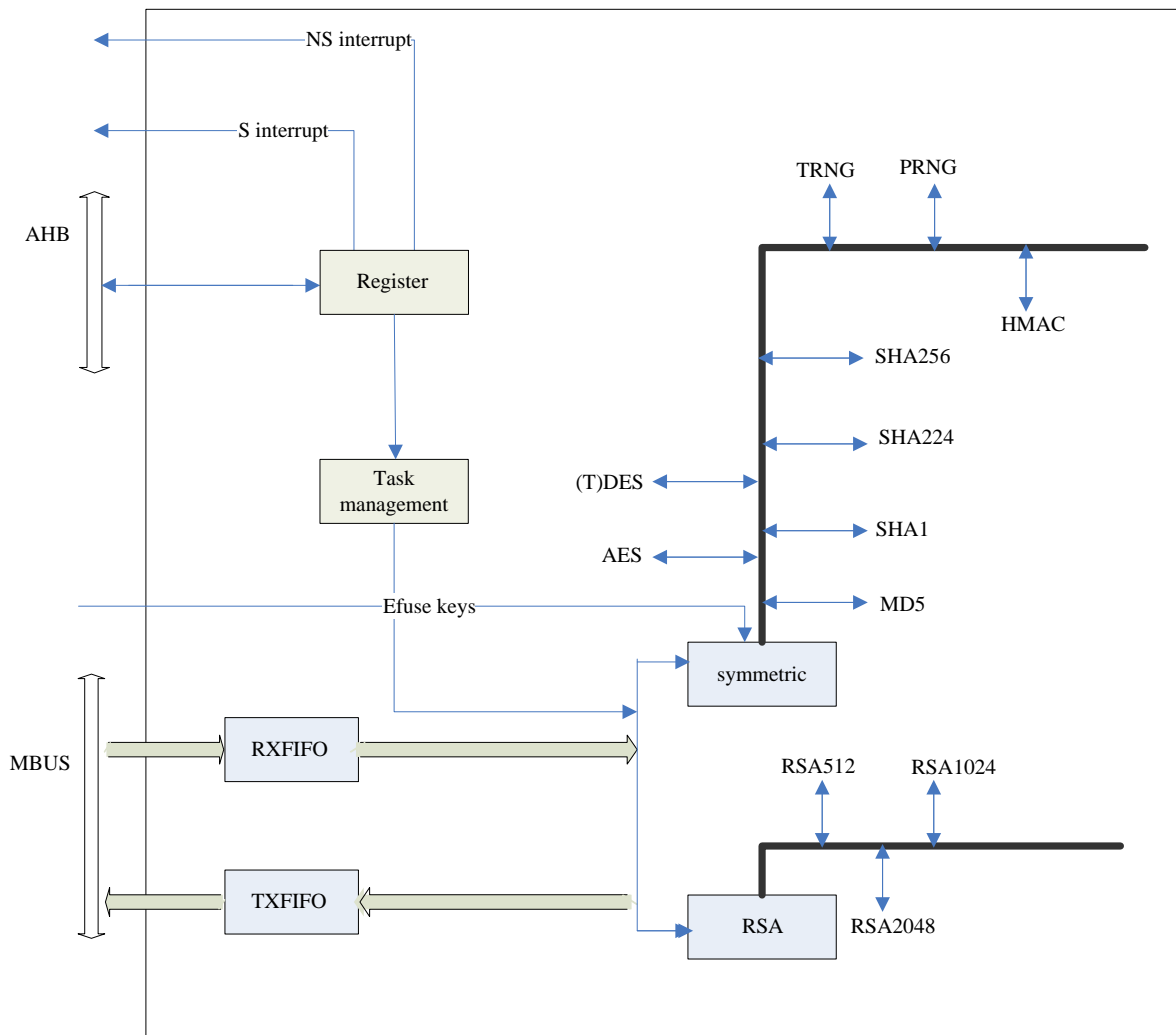 NS interrupt
S interrupt
TRNG
PRNG
AHB
Register
HMAC
SHA256
SHA224
(T)DES
Task
management
SHA1
AES
Efuse keys
MD5
symmetric
RXFIFO
MBUS
RSA512
RSA1024
TXFIFO
RSA
RSA2048